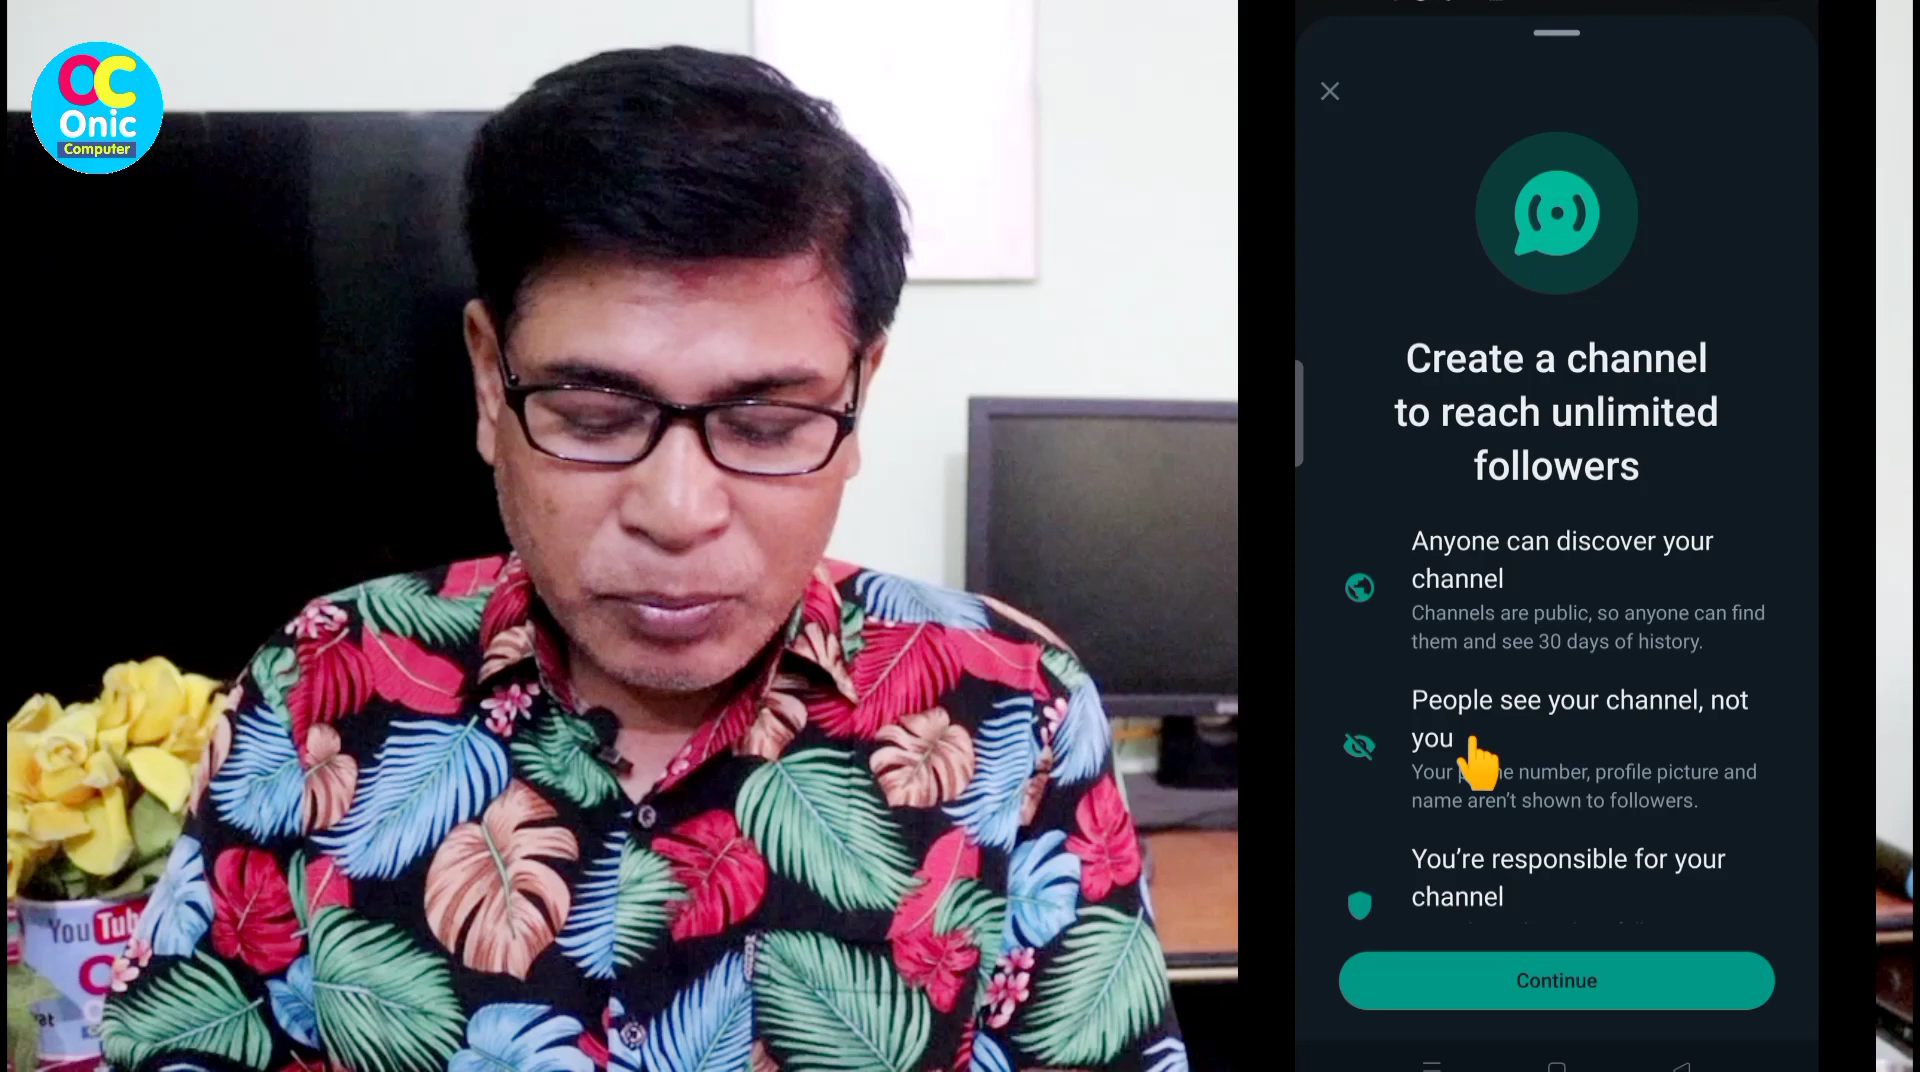 OC
Onic
Computer
YouTub
Create a channel
to reach unlimited
followers
Anyone can discover your
channel
Channels are public, so anyone can find
them and see 30 days of history.
People see your channel, not
you
Your number, profile picture and
name aren't shown to followers.
You're responsible for your
channel
Continue